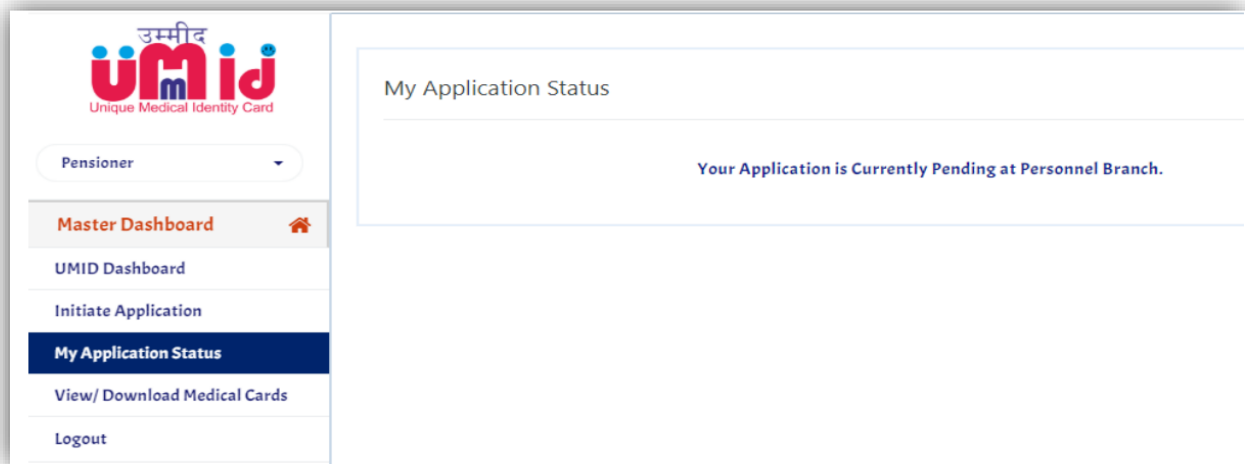 उम्मीद
UMmid
Unique Medical Identity Card
Pensioner
Master Dashboard
UMID Dashboard
Initiate Application
My Application Status
View/ Download Medical Cards
Logout
My Application Status
Your Application is Currently Pending at Personnel Branch.